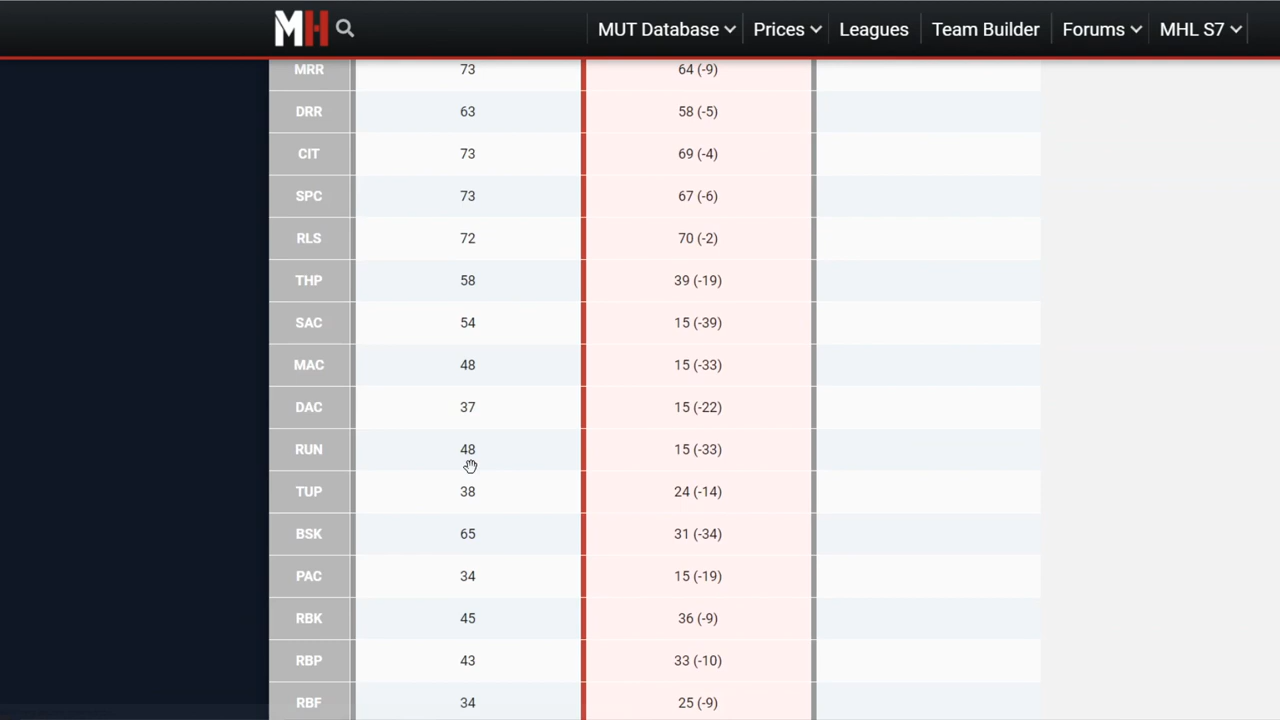 MH MUT Database Prices Leagues Team Builder Forums MHL S7
MRR 73 64 (-9)
DRR 63 58 (-5)
CIT 73 69 (-4)
SPC 73 67 (-6)
RLS 72 70 (-2)
THP 58 39 (-19)
SAC 54 15 (-39)
MAC 48 15 (-33)
DAC 37 15 (-22)
RUN 48 15 (-33)
TUP 38 24 (-14)
BSK 65 31 (-34)
PAC 34 15 (-19)
RBK 45 36 (-9)
RBP 43 33 (-10)
RBF 34 25 (-9)